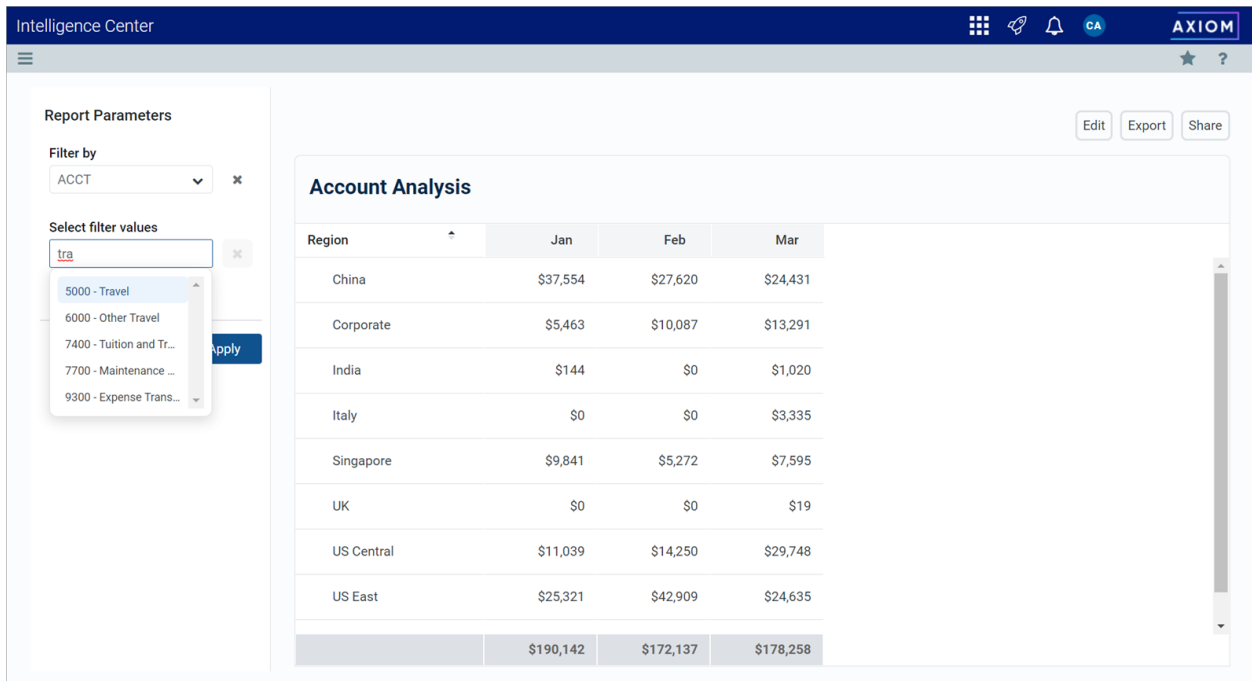 Intelligence Center
CA
AXIOM
?
Report Parameters
Filter by
ACCT
Select filter values
tra
5000 - Travel
6000 - Other Travel
7400 - Tuition and Tr...
7700 - Maintenance ...
9300 - Expense Trans...
Apply
Edit Export Share
Account Analysis
Region Jan Feb Mar
China $37,554 $27,620 $24,431
Corporate $5,463 $10,087 $13,291
India $144 $0 $1,020
Italy $0 $0 $3,335
Singapore $9,841 $5,272 $7,595
UK $0 $0 $19
US Central $11,039 $14,250 $29,748
US East $25,321 $42,909 $24,635
$190,142 $172,137 $178,258